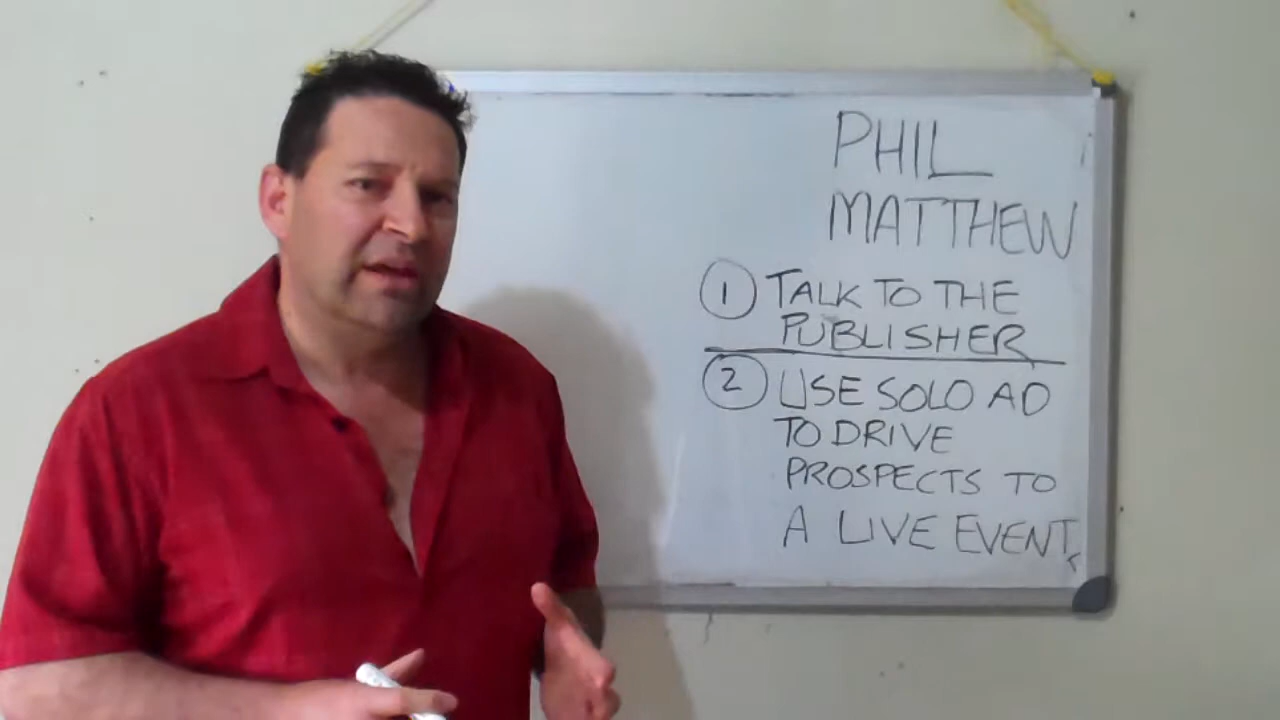 PHIL
MATTHEW
1 TALK TO THE
PUBLISHER
2 USE SOLO AD
TO DRIVE
PROSPECTS TO
A LIVE EVENT